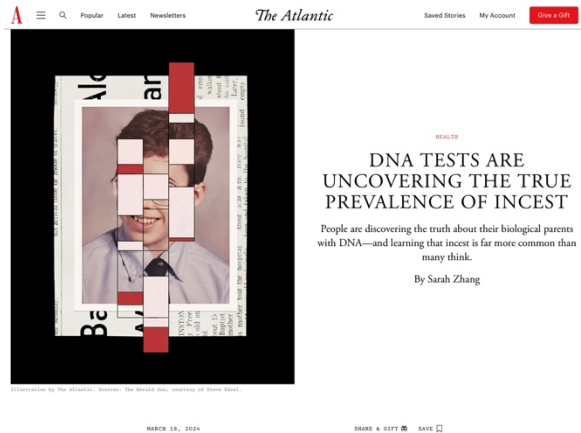 A Popular Latest Newsletters The Atlantic Saved Stories My Account Give a Gift
HEALTH
DNA TESTS ARE
UNCOVERING THE TRUE
PREVALENCE OF INCEST
People are discovering the truth about their biological parents
with DNA—and learning that incest is far more common than
many think.
By Sarah Zhang
Illustration by The Atlantic. Sources: The Herald Sun; courtesy of Steve Edsel.
MARCH 18, 2024
SHARE & GIFT SAVE